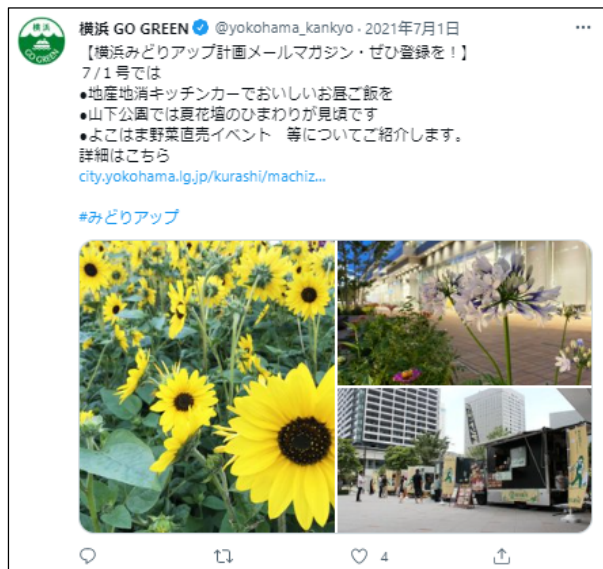 横浜 GO GREEN @yokohama_kankyo · 2021年7月1日
【横浜みどりアップ計画メールマガジン・ぜひ登録を！】
７/１号では
●地産地消キッチンカーでおいしいお昼ご飯を
●山下公園では夏花壇のひまわりが見頃です
●よこはま野菜直売イベント　等についてご紹介します。
詳細はこちら
city.yokohama.lg.jp/kurashi/machiz...
#みどりアップ
横浜
GO GREEN
4